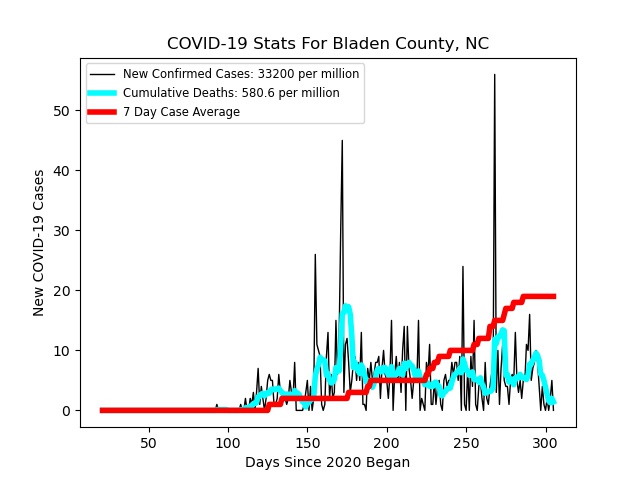 COVID-19 Stats For Bladen County, NC
New Confirmed Cases: 33200 per million
Cumulative Deaths: 580.6 per million
7 Day Case Average
New COVID-19 Cases
50
40
30
20
10
0
50 100 150 200 250 300
Days Since 2020 Began